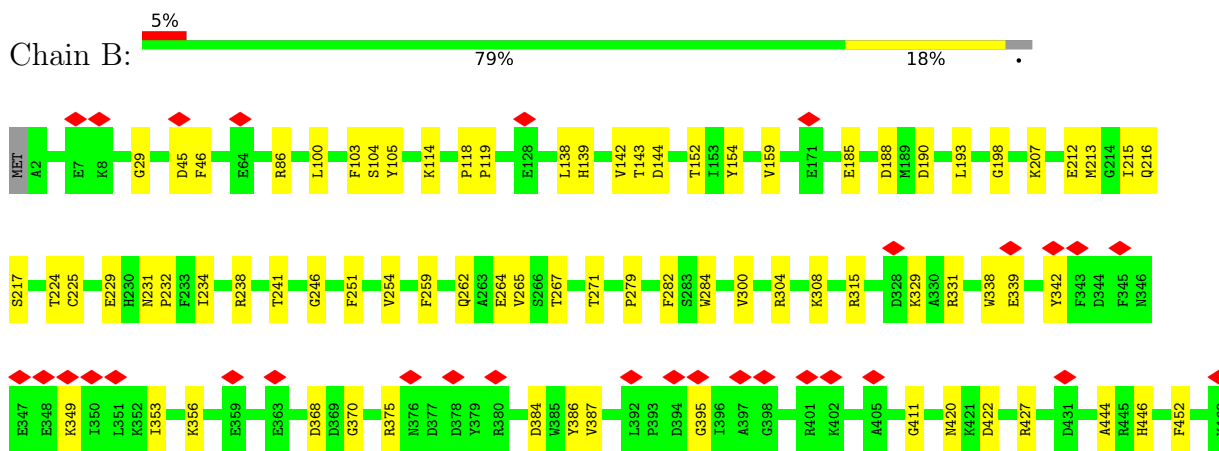 5%
Chain B:
79% 18% •
MET A2 E7 K8 G29 D45 F46 E64 R86 L100 F103 S104 Y105 K114 P118 P119 E128 L138 H139 V142 T143 D144 T152 I153 Y154 V159 E171 E185 D188 M189 D190 L193 G198 K207 E212 M213 G214 I215 Q216
S217 T224 C225 E229 H230 N231 P232 F233 I234 R238 T241 G246 F251 V254 F259 Q262 A263 E264 V265 S266 T267 T271 P279 F282 S283 W284 V300 R304 K308 R315 D328 K329 A330 R331 W338 E339 Y342 F343 D344 F345 N346
E347 E348 K349 I350 L351 K352 I353 K356 E359 E363 D368 D369 G370 R375 N376 D377 D378 Y379 R380 D384 W385 Y386 V387 L392 P393 D394 G395 I396 A397 G398 R401 K402 A405 G411 N420 K421 D422 R427 D431 A444 R445 H446 F452